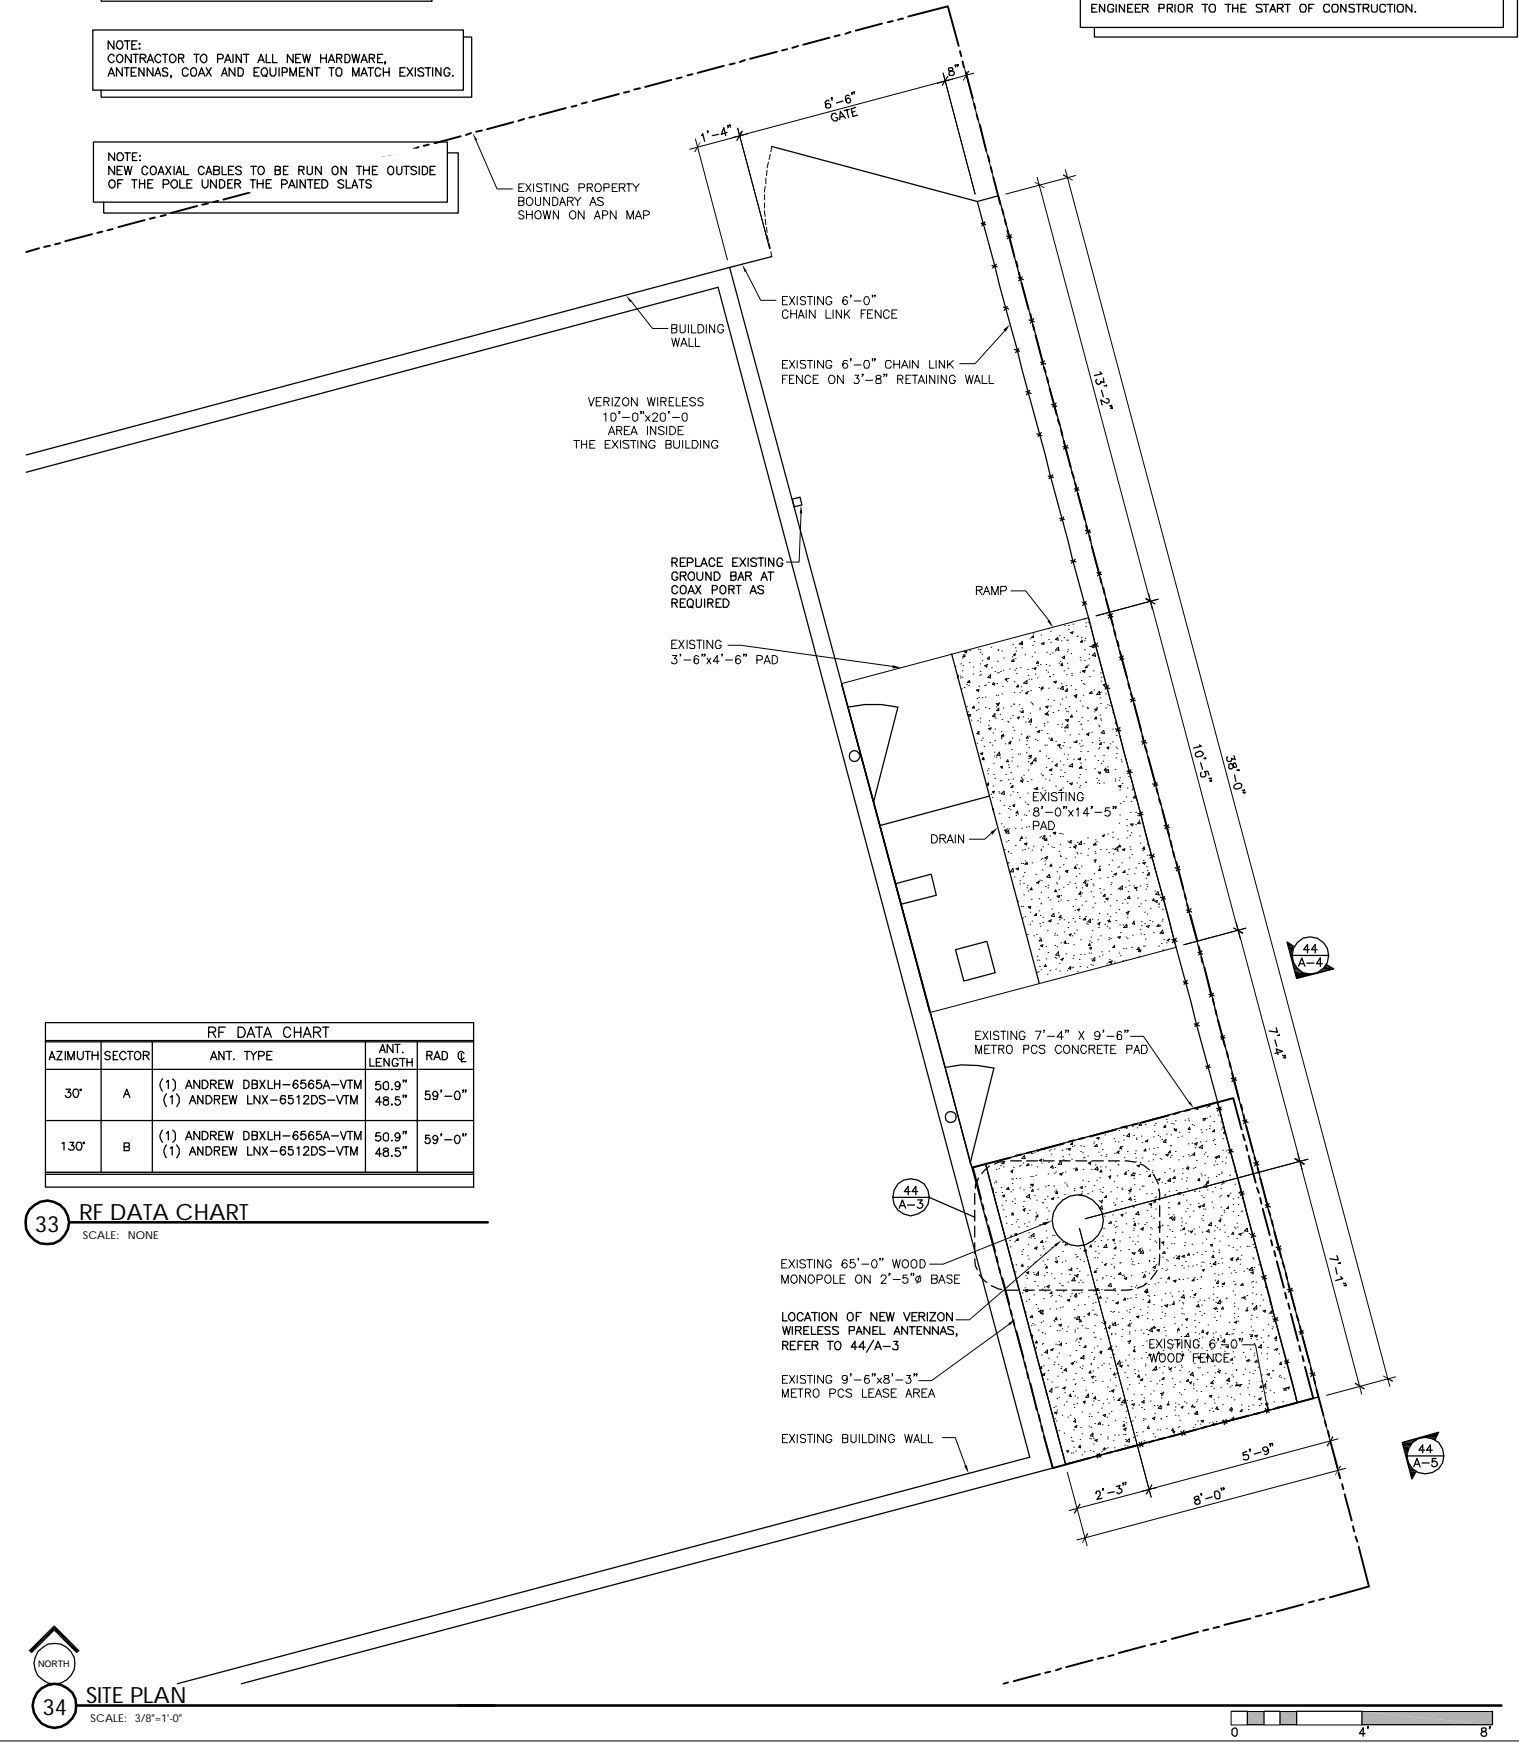 ENGINEER PRIOR TO THE START OF CONSTRUCTION.
NOTE:
CONTRACTOR TO PAINT ALL NEW HARDWARE,
ANTENNAS, COAX AND EQUIPMENT TO MATCH EXISTING.
NOTE:
NEW COAXIAL CABLES TO BE RUN ON THE OUTSIDE
OF THE POLE UNDER THE PAINTED SLATS
8"
6'-6"
GATE
1'-4"
EXISTING PROPERTY
BOUNDARY AS
SHOWN ON APN MAP
EXISTING 6'-0"
CHAIN LINK FENCE
BUILDING
WALL
EXISTING 6'-0" CHAIN LINK
FENCE ON 3'-8" RETAINING WALL
13'-2"
VERIZON WIRELESS
10'-0"x20'-0
AREA INSIDE
THE EXISTING BUILDING
REPLACE EXISTING
GROUND BAR AT
COAX PORT AS
REQUIRED
RAMP
EXISTING
3'-6"x4'-6" PAD
10'-5"
38'-0"
EXISTING
8'-0"x14'-5"
PAD
DRAIN
44
A-4
EXISTING 7'-4" X 9'-6"
METRO PCS CONCRETE PAD
7'-4"
RF DATA CHART
AZIMUTH SECTOR ANT. TYPE ANT. LENGTH RAD ℄
30° A (1) ANDREW DBXLH-6565A-VTM 50.9" 59'-0"
(1) ANDREW LNX-6512DS-VTM 48.5"
130° B (1) ANDREW DBXLH-6565A-VTM 50.9" 59'-0"
(1) ANDREW LNX-6512DS-VTM 48.5"
33 RF DATA CHART
SCALE: NONE
44
A-3
EXISTING 65'-0" WOOD
MONOPOLE ON 2'-5"ø BASE
7'-1"
LOCATION OF NEW VERIZON
WIRELESS PANEL ANTENNAS,
REFER TO 44/A-3
EXISTING 6'-0"
WOOD FENCE
EXISTING 9'-6"x8'-3"
METRO PCS LEASE AREA
EXISTING BUILDING WALL
44
A-5
5'-9"
2'-3"
8'-0"
NORTH
34 SITE PLAN
SCALE: 3/8"=1'-0"
0 4' 8'